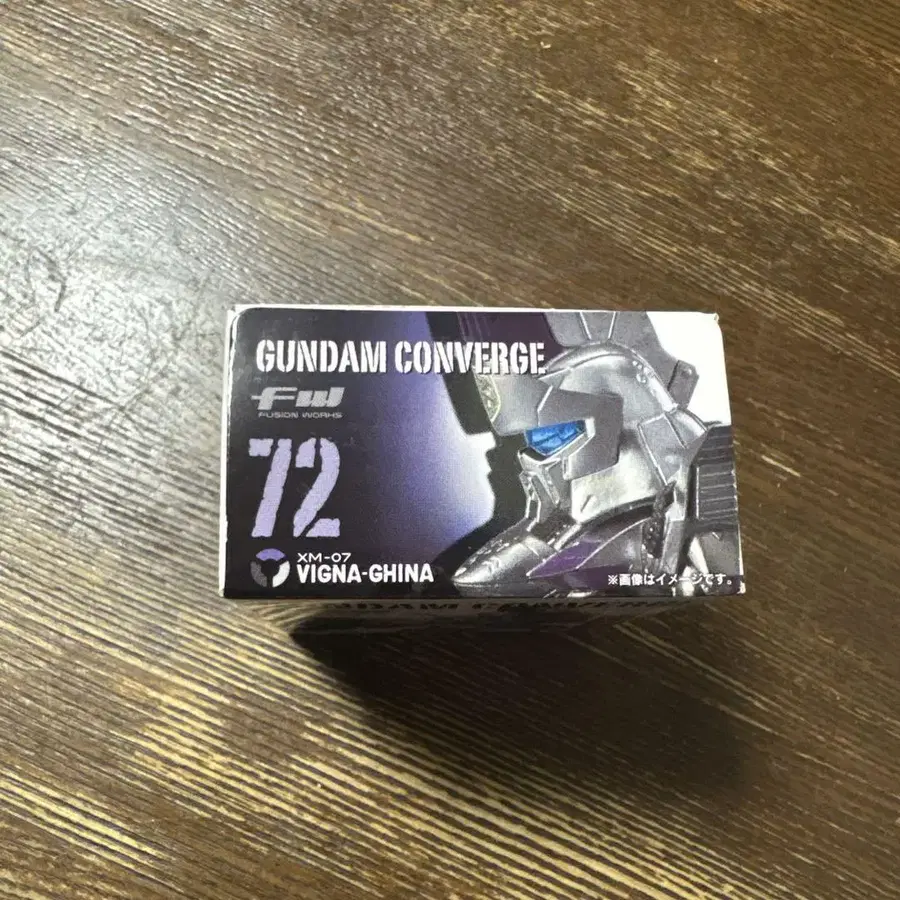 GUNDAM CONVERGE
FW
FUSION WORKS
72
XM-07
VIGNA-GHINA
※画像はイメージです。